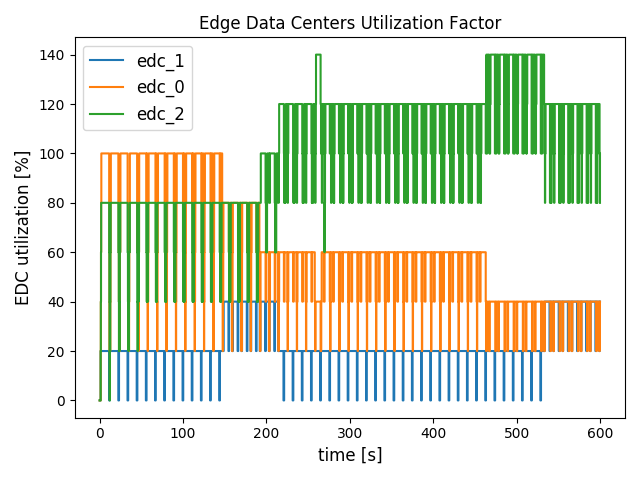 Edge Data Centers Utilization Factor
edc_1
edc_0
edc_2
EDC utilization [%]
140
120
100
80
60
40
20
0
0 100 200 300 400 500 600
time [s]